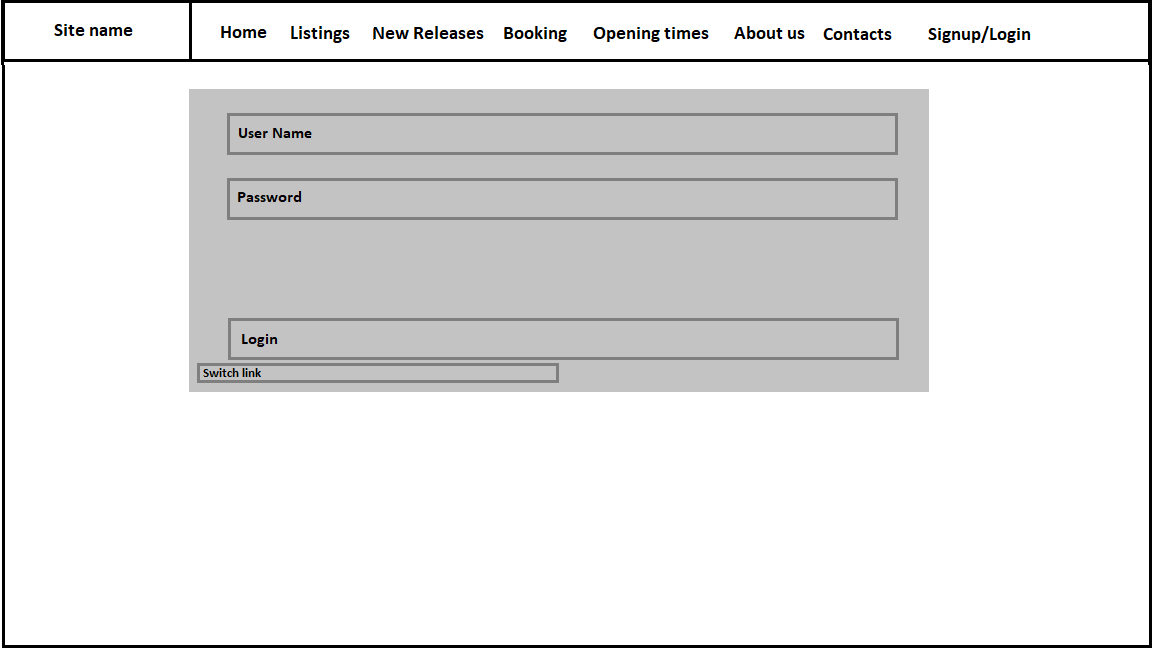 Site name Home Listings New Releases Booking Opening times About us Contacts Signup/Login
User Name
Password
Login
Switch link